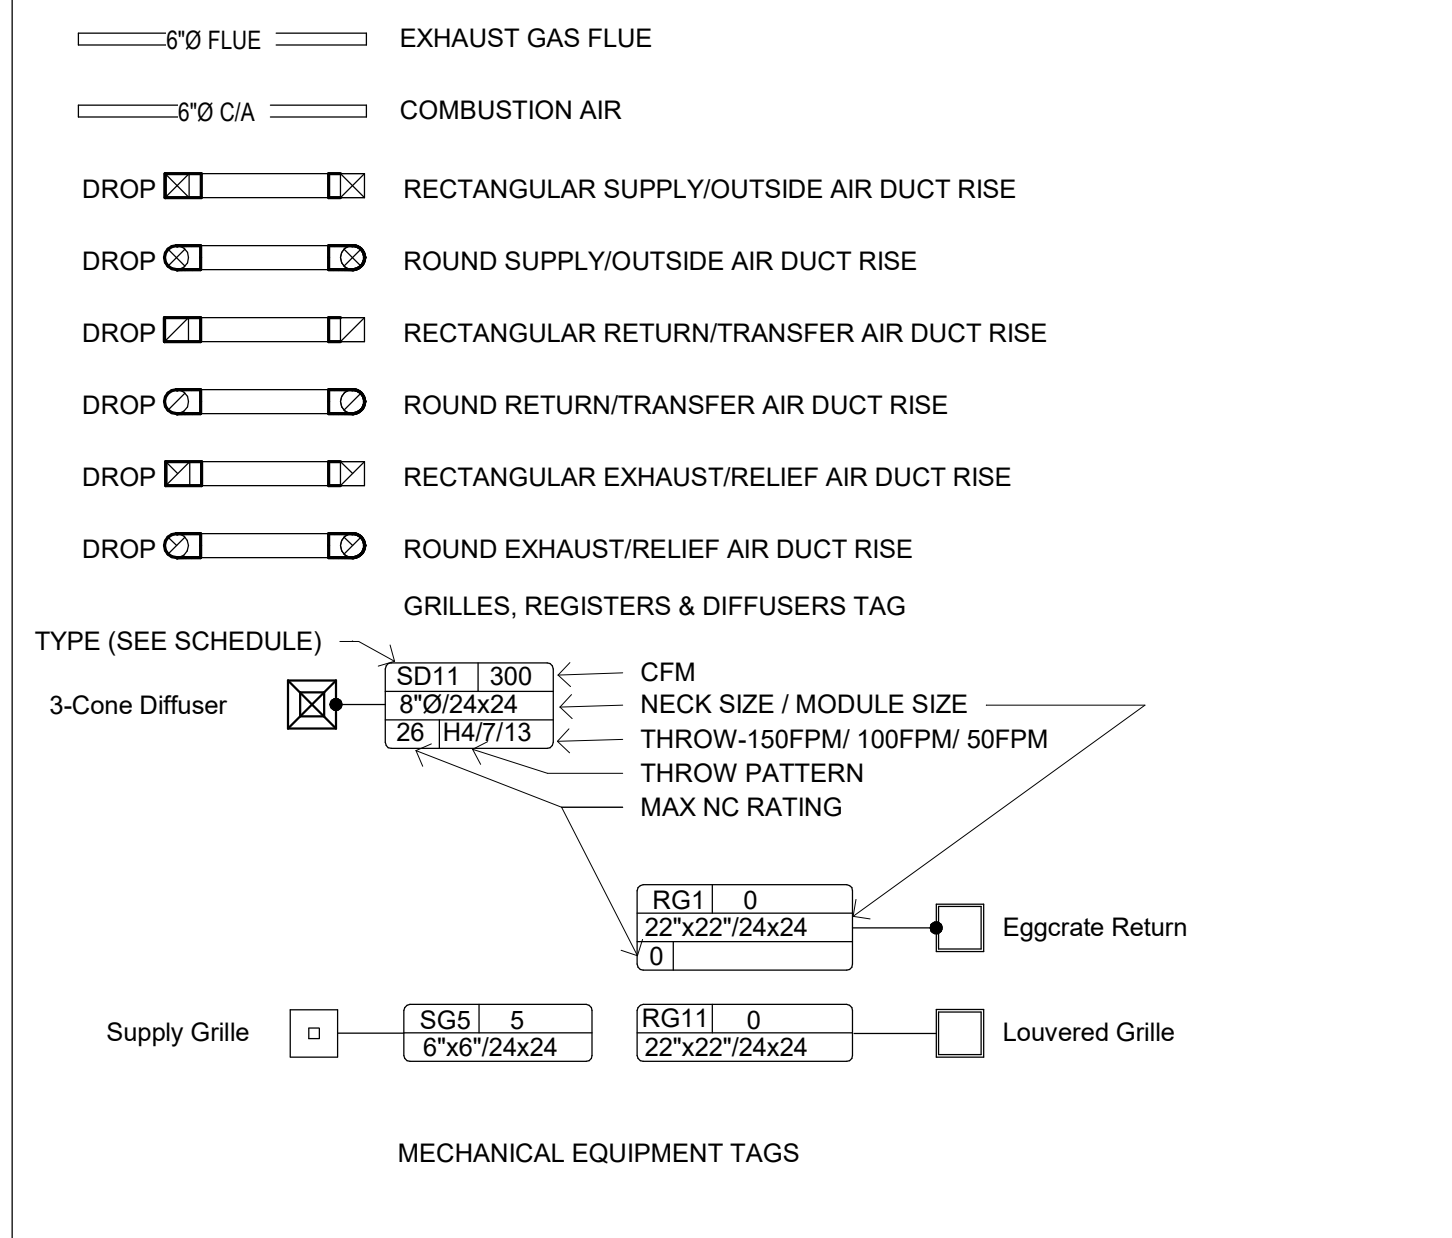 6"Ø FLUE EXHAUST GAS FLUE
6"Ø C/A COMBUSTION AIR
DROP RECTANGULAR SUPPLY/OUTSIDE AIR DUCT RISE
DROP ROUND SUPPLY/OUTSIDE AIR DUCT RISE
DROP RECTANGULAR RETURN/TRANSFER AIR DUCT RISE
DROP ROUND RETURN/TRANSFER AIR DUCT RISE
DROP RECTANGULAR EXHAUST/RELIEF AIR DUCT RISE
DROP ROUND EXHAUST/RELIEF AIR DUCT RISE
GRILLES, REGISTERS & DIFFUSERS TAG
TYPE (SEE SCHEDULE)
SD11 300 CFM
3-Cone Diffuser 8"Ø/24x24 NECK SIZE / MODULE SIZE
26 H4/7/13 THROW-150FPM/ 100FPM/ 50FPM
THROW PATTERN
MAX NC RATING
RG1 0
22"x22"/24x24 Eggcrate Return
0
SG5 5 RG11 0
Supply Grille 6"x6"/24x24 22"x22"/24x24 Louvered Grille
MECHANICAL EQUIPMENT TAGS